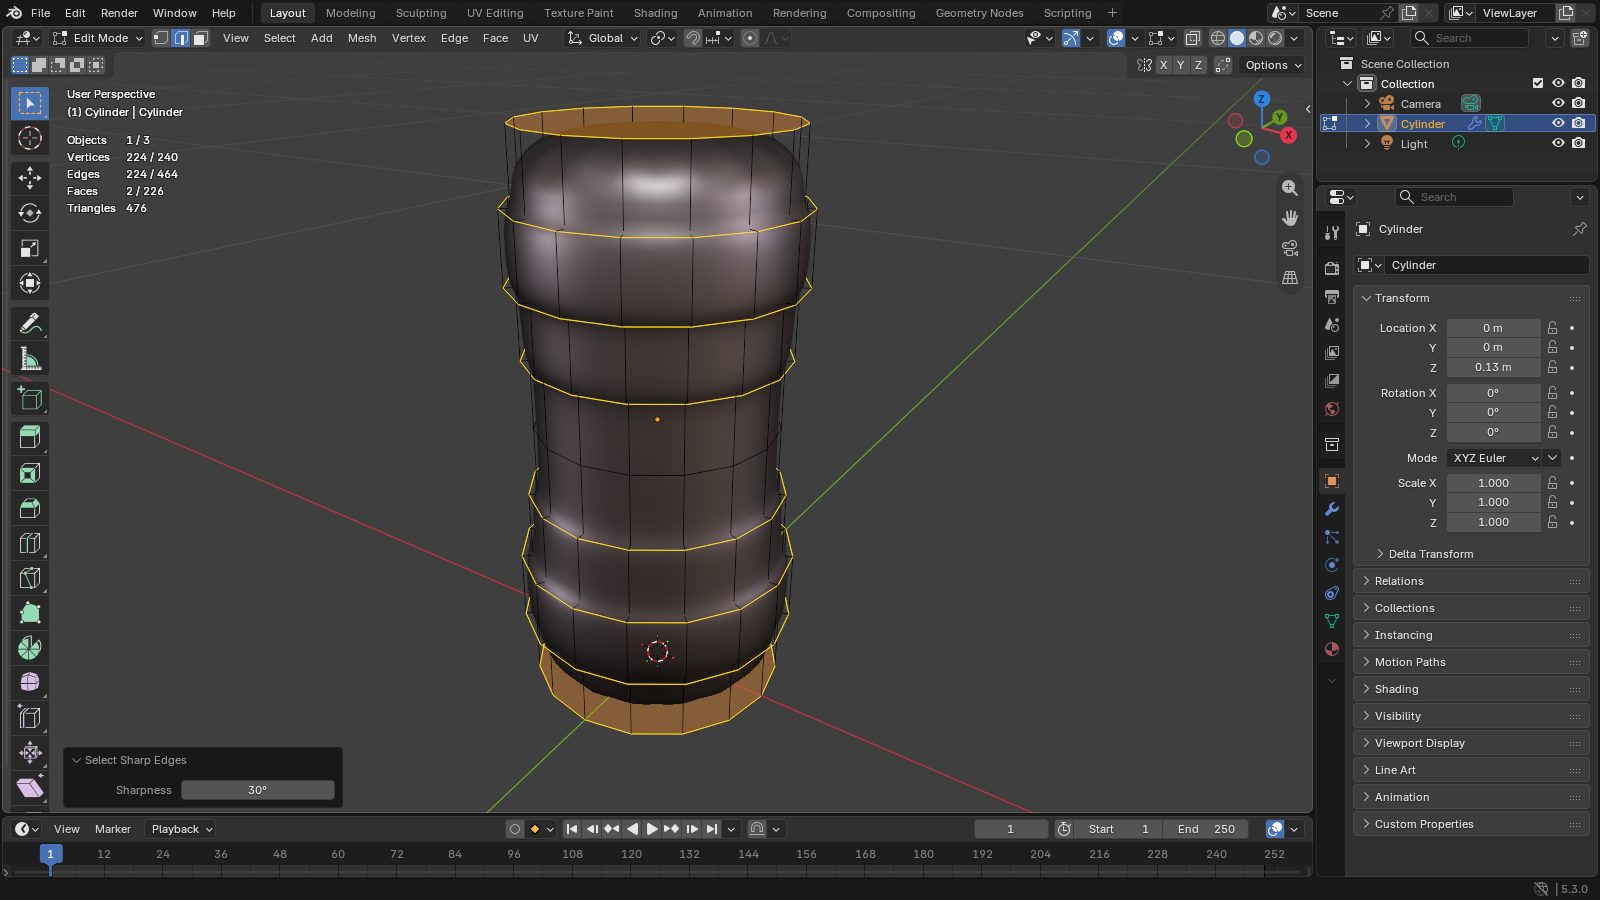 File Edit Render Window Help Layout Modeling Sculpting UV Editing Texture Paint Shading Animation Rendering Compositing Geometry Nodes Scripting + Scene ViewLayer
Edit Mode View Select Add Mesh Vertex Edge Face UV Global Search
X Y Z Options
User Perspective
(1) Cylinder | Cylinder
Objects 1 / 3
Vertices 224 / 240
Edges 224 / 464
Faces 2 / 226
Triangles 476
Z
Y
X
Select Sharp Edges
Sharpness 30°
Scene Collection
Collection
Camera
Cylinder
Light
Search
Cylinder
Cylinder
Transform
Location X 0 m
Y 0 m
Z 0.13 m
Rotation X 0°
Y 0°
Z 0°
Mode XYZ Euler
Scale X 1.000
Y 1.000
Z 1.000
Delta Transform
Relations
Collections
Instancing
Motion Paths
Shading
Visibility
Viewport Display
Line Art
Animation
Custom Properties
View Marker Playback 1 Start 1 End 250
1 12 24 36 48 60 72 84 96 108 120 132 144 156 168 180 192 204 216 228 240 252
5.3.0